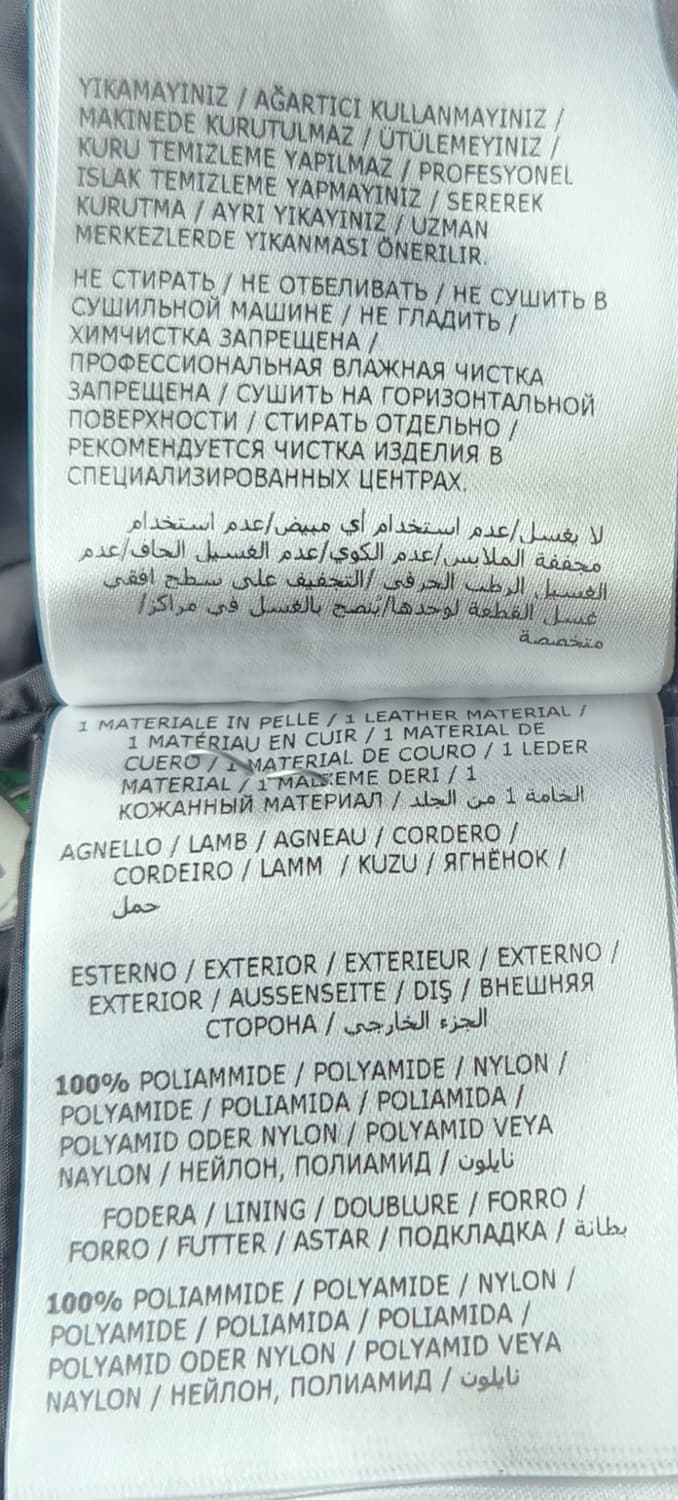 YIKAMAYINIZ / AĞARTICI KULLANMAYINIZ /
MAKINEDE KURUTULMAZ / ÜTÜLEMEYINIZ /
KURU TEMIZLEME YAPILMAZ / PROFESYONEL
ISLAK TEMIZLEME YAPMAYINIZ / SEREREK
KURUTMA / AYRI YIKAYINIZ / UZMAN
MERKEZLERDE YIKANMASI ÖNERILIR.
НЕ СТИРАТЬ / НЕ ОТБЕЛИВАТЬ / НЕ СУШИТЬ В
СУШИЛЬНОЙ МАШИНЕ / НЕ ГЛАДИТЬ /
ХИМЧИСТКА ЗАПРЕЩЕНА /
ПРОФЕССИОНАЛЬНАЯ ВЛАЖНАЯ ЧИСТКА
ЗАПРЕЩЕНА / СУШИТЬ НА ГОРИЗОНТАЛЬНОЙ
ПОВЕРХНОСТИ / СТИРАТЬ ОТДЕЛЬНО /
РЕКОМЕНДУЕТСЯ ЧИСТКА ИЗДЕЛИЯ В
СПЕЦИАЛИЗИРОВАННЫХ ЦЕНТРАХ.
لا يغسل/عدم استخدام أي مبيض/عدم استخدام
مجففة الملابس/عدم الكوي/عدم الغسيل الجاف/عدم
الغسيل الرطب الحرفي /التجفيف على سطح افقي
غسل القطعة لوحدها/يُنصح بالغسل في مراكز/
متخصصة
1 MATERIALE IN PELLE / 1 LEATHER MATERIAL /
1 MATÉRIAU EN CUIR / 1 MATERIAL DE
CUERO / 1 MATERIAL DE COURO / 1 LEDER
MATERIAL / 1 MALZEME DERI / 1
КОЖАННЫЙ МАТЕРИАЛ / الخامة 1 من الجلد
AGNELLO / LAMB / AGNEAU / CORDERO /
CORDEIRO / LAMM / KUZU / ЯГНЁНОК /
حمل
ESTERNO / EXTERIOR / EXTERIEUR / EXTERNO /
EXTERIOR / AUSSENSEITE / DIŞ / ВНЕШНЯЯ
СТОРОНА / الجزء الخارجي
100% POLIAMMIDE / POLYAMIDE / NYLON /
POLYAMIDE / POLIAMIDA / POLIAMIDA /
POLYAMID ODER NYLON / POLYAMID VEYA
NAYLON / НЕЙЛОН, ПОЛИАМИД / نايلون
FODERA / LINING / DOUBLURE / FORRO /
FORRO / FUTTER / ASTAR / ПОДКЛАДКА / بطانة
100% POLIAMMIDE / POLYAMIDE / NYLON /
POLYAMIDE / POLIAMIDA / POLIAMIDA /
POLYAMID ODER NYLON / POLYAMID VEYA
NAYLON / НЕЙЛОН, ПОЛИАМИД / نايلون